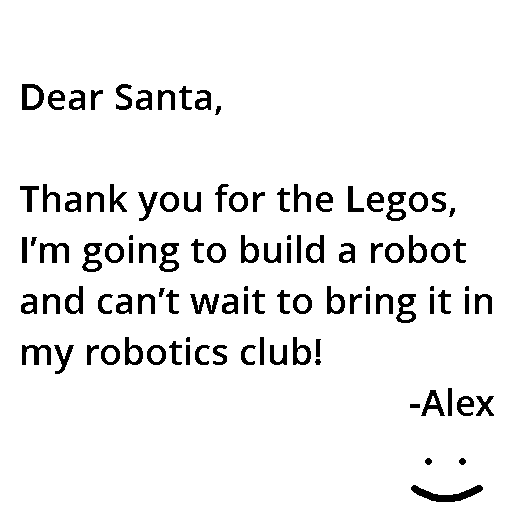 Dear Santa,
Thank you for the Legos,
I’m going to build a robot
and can’t wait to bring it in
my robotics club!
-Alex